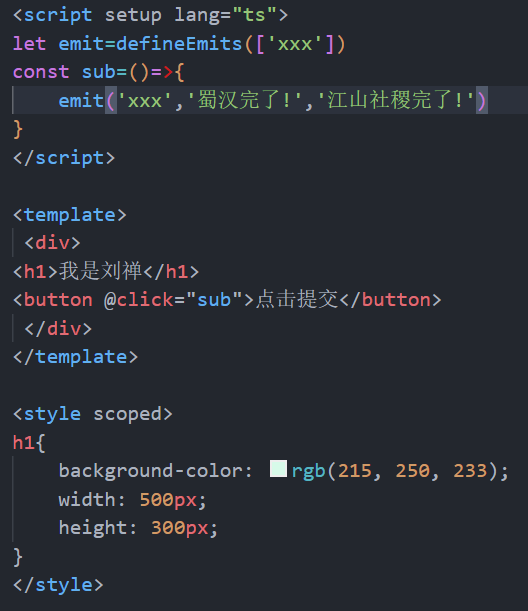 <script setup lang="ts">
let emit=defineEmits(['xxx'])
const sub=()=>{
    emit('xxx','蜀汉完了!','江山社稷完了!')
}
</script>

<template>
 <div>
<h1>我是刘禅</h1>
<button @click="sub">点击提交</button>
 </div>
</template>

<style scoped>
h1{
    background-color: rgb(215, 250, 233);
    width: 500px;
    height: 300px;
}
</style>